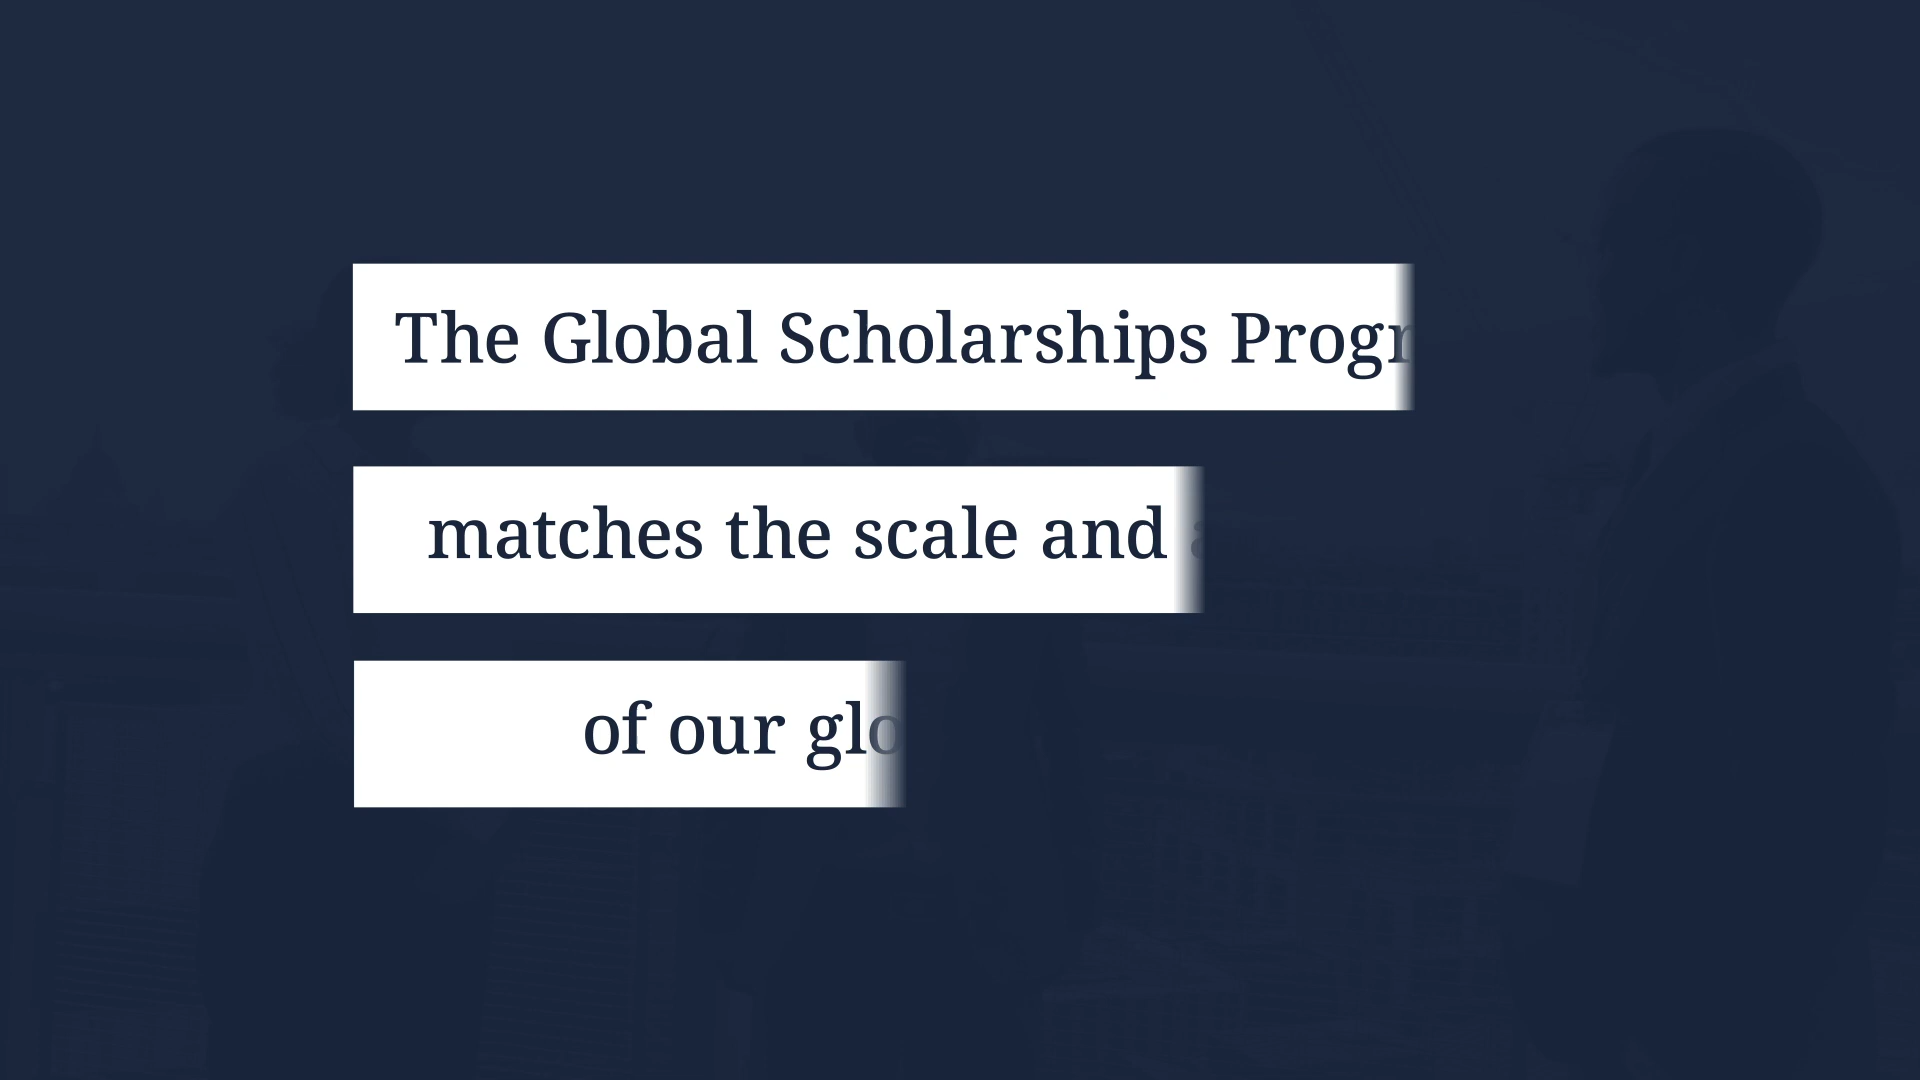 The Global Scholarships Progr
matches the scale and a
of our glo